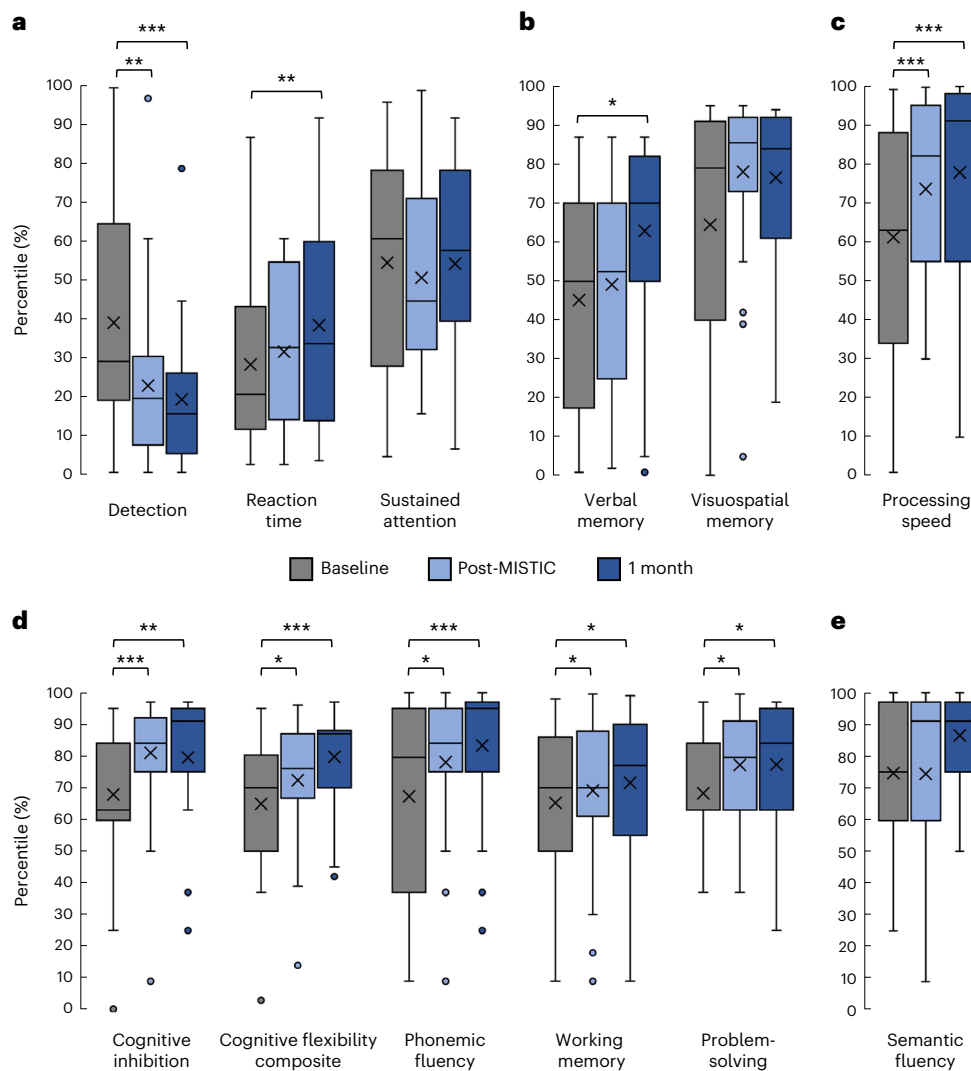 a
b
c
***
**
**
*
***
***
Percentile (%)
100
90
80
70
60
50
40
30
20
10
0
100
90
80
70
60
50
40
30
20
10
0
100
90
80
70
60
50
40
30
20
10
0
Detection
Reaction
time
Sustained
attention
Verbal
memory
Visuospatial
memory
Processing
speed
Baseline
Post-MISTIC
1 month
d
e
**
***
***
*
***
*
*
*
*
*
Percentile (%)
100
90
80
70
60
50
40
30
20
10
0
100
90
80
70
60
50
40
30
20
10
0
Cognitive
inhibition
Cognitive flexibility
composite
Phonemic
fluency
Working
memory
Problem-
solving
Semantic
fluency